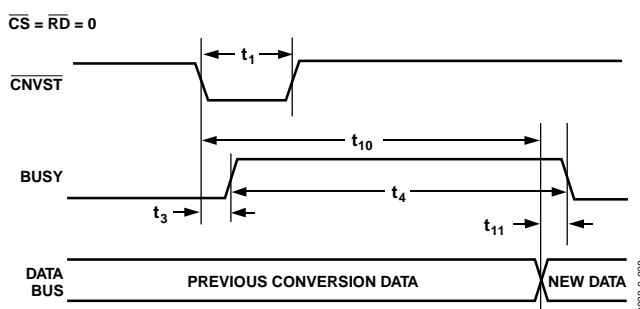 CS = RD = 0
t1
CNVST
t10
BUSY
t4
t3
t11
DATA
BUS
PREVIOUS CONVERSION DATA
NEW DATA